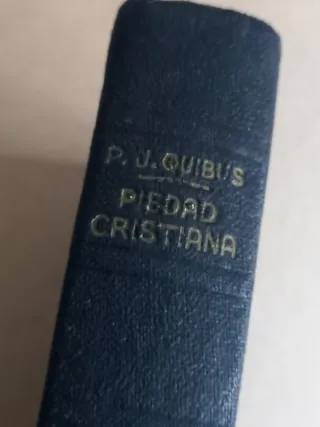 P. J. QUIBUS
PIEDAD
CRISTIANA